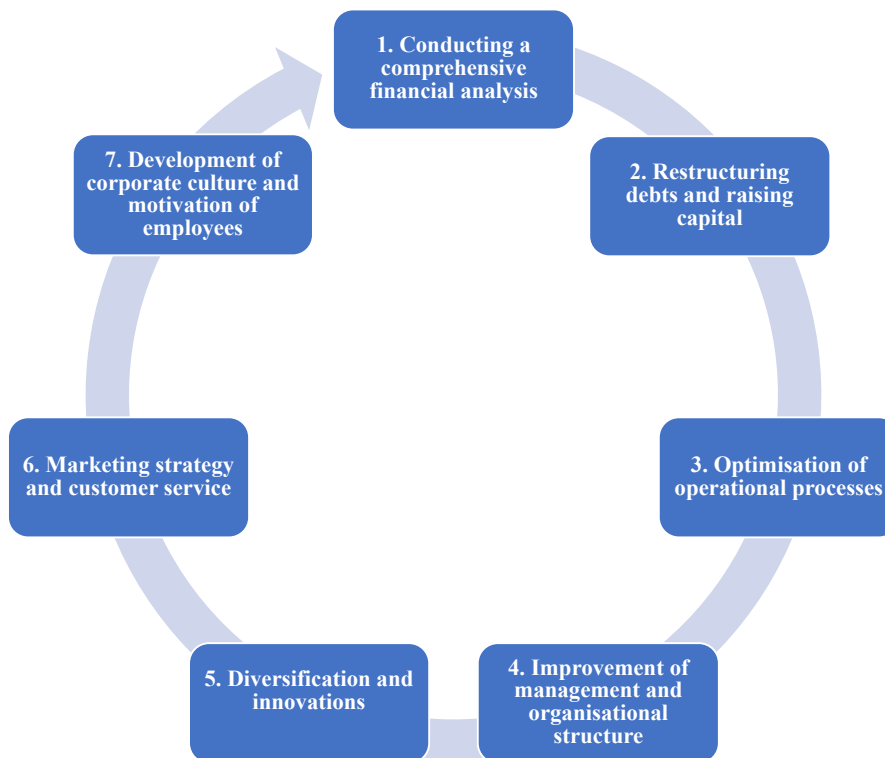 1. Conducting a
comprehensive
financial analysis
2. Restructuring
debts and raising
capital
3. Optimisation of
operational processes
4. Improvement of
management and
organisational
structure
5. Diversification and
innovations
6. Marketing strategy
and customer service
7. Development of
corporate culture and
motivation of
employees